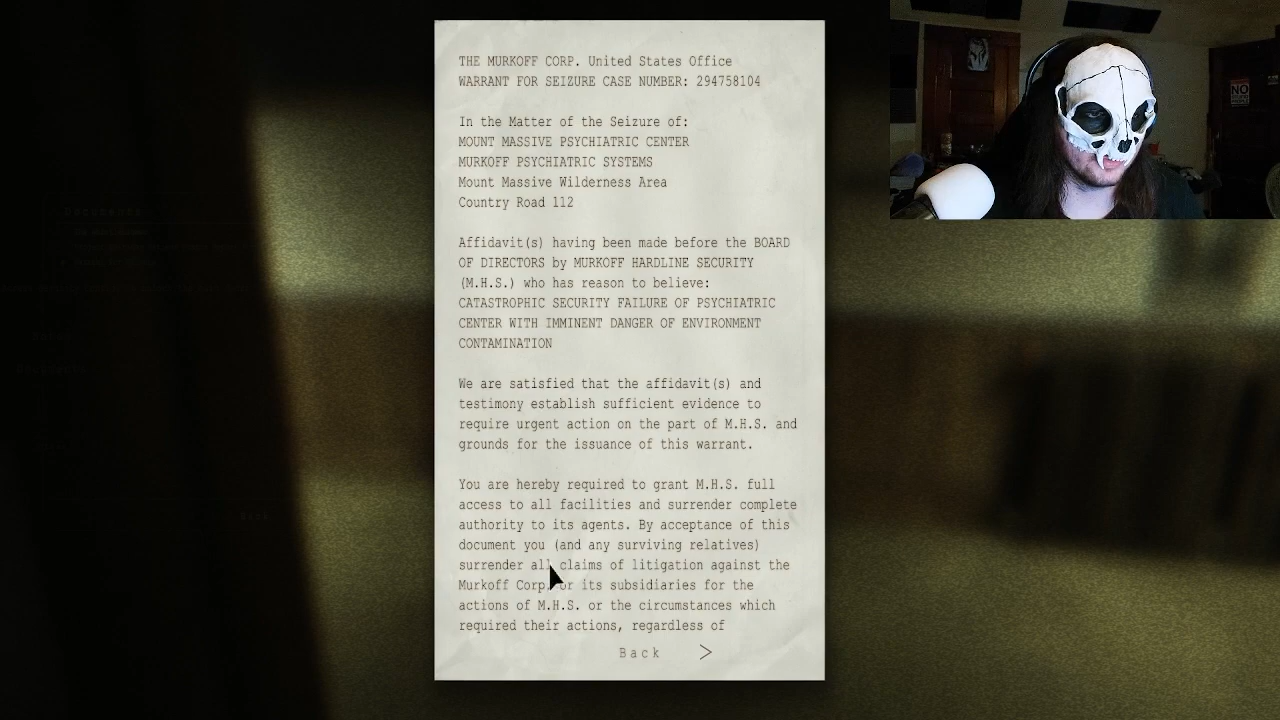 THE MURKOFF CORP. United States Office
WARRANT FOR SEIZURE CASE NUMBER: 294758104
In the Matter of the Seizure of:
MOUNT MASSIVE PSYCHIATRIC CENTER
MURKOFF PSYCHIATRIC SYSTEMS
Mount Massive Wilderness Area
Country Road 112
Affidavit(s) having been made before the BOARD
OF DIRECTORS by MURKOFF HARDLINE SECURITY
(M.H.S.) who has reason to believe:
CATASTROPHIC SECURITY FAILURE OF PSYCHIATRIC
CENTER WITH IMMINENT DANGER OF ENVIRONMENT
CONTAMINATION
We are satisfied that the affidavit(s) and
testimony establish sufficient evidence to
require urgent action on the part of M.H.S. and
grounds for the issuance of this warrant.
You are hereby required to grant M.H.S. full
access to all facilities and surrender complete
authority to its agents. By acceptance of this
document you (and any surviving relatives)
surrender all claims of litigation against the
Murkoff Corp. or its subsidiaries for the
actions of M.H.S. or the circumstances which
required their actions, regardless of
Back >
Documents
Back
NO